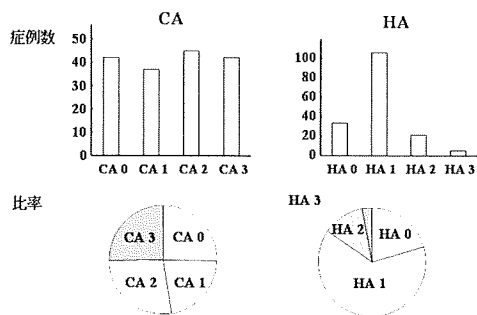 CA
HA
症例数
50
40
30
20
10
0
CA 0 CA 1 CA 2 CA 3
100
80
60
40
20
0
HA 0 HA 1 HA 2 HA 3
比率
CA 3 CA 0
CA 2 CA 1
HA 3
HA 2 HA 0
HA 1